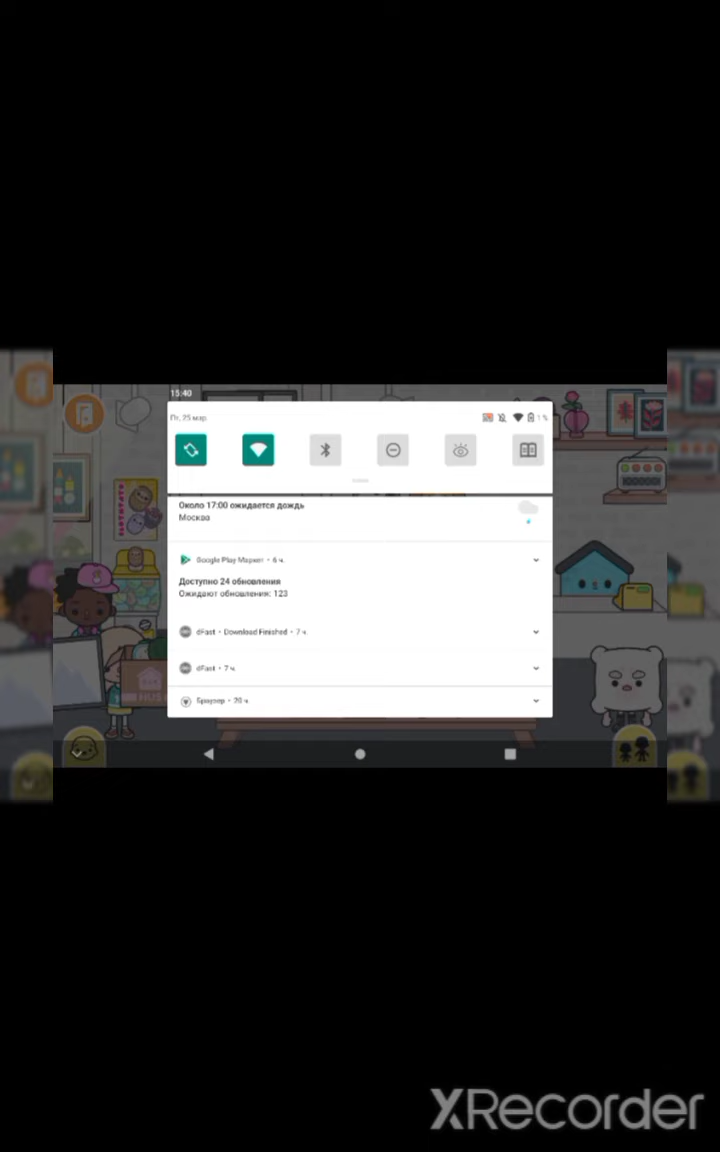 15:40
Пт, 25 мар.
1 %
Около 17:00 ожидается дождь
Москва
Google Play Маркет • 6 ч.
Доступно 24 обновления
Ожидают обновления: 123
dFast • Download Finished • 7 ч.
dFast • 7 ч.
Браузер • 20 ч.
XRecorder